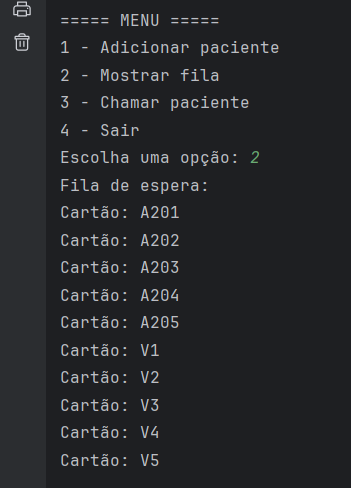 ===== MENU =====
1 - Adicionar paciente
2 - Mostrar fila
3 - Chamar paciente
4 - Sair
Escolha uma opção: 2
Fila de espera:
Cartão: A201
Cartão: A202
Cartão: A203
Cartão: A204
Cartão: A205
Cartão: V1
Cartão: V2
Cartão: V3
Cartão: V4
Cartão: V5